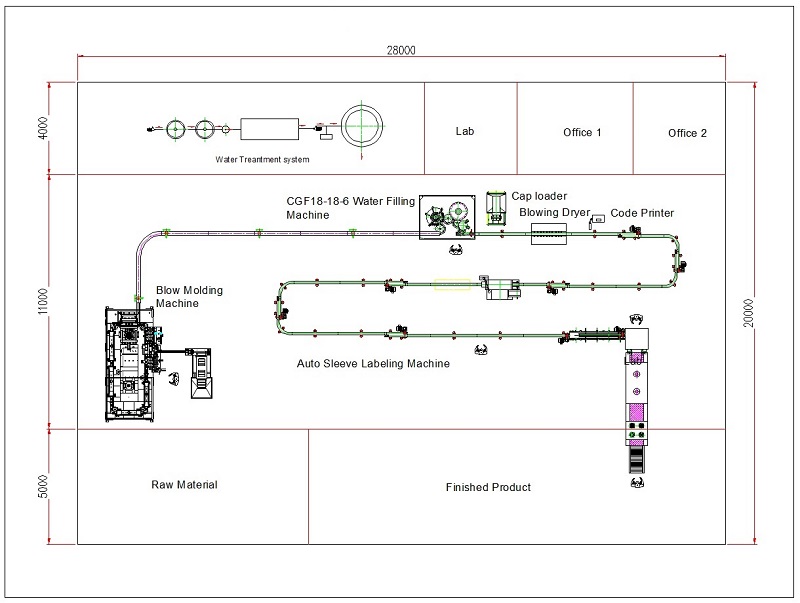 28000
4000
Lab
Office 1
Office 2
Water Treantment system
CGF18-18-6 Water Filling
Machine
Cap loader
Blowing Dryer
Code Printer
Blow Molding
Machine
11000
20000
Auto Sleeve Labeling Machine
5000
Raw Material
Finished Product